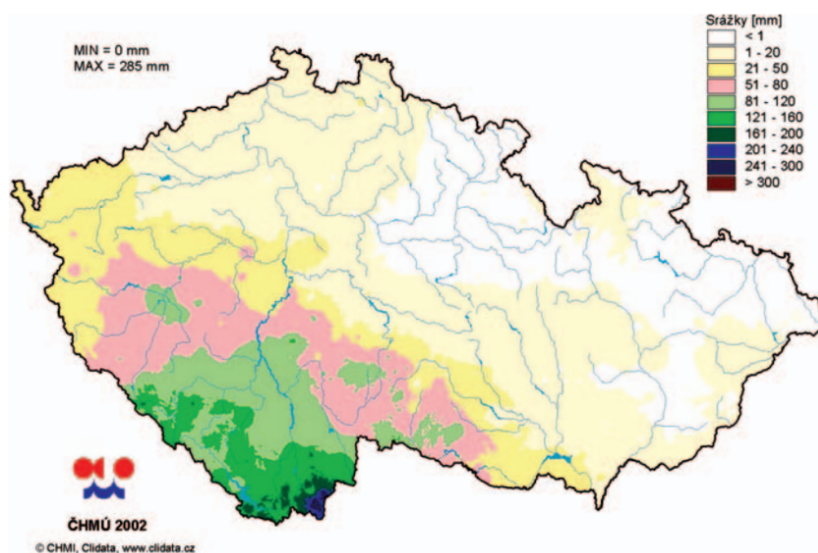 MIN = 0 mm
MAX = 285 mm
Srážky [mm]
< 1
1 - 20
21 - 50
51 - 80
81 - 120
121 - 160
161 - 200
201 - 240
241 - 300
> 300
ČHMÚ 2002
© CHMI, Clidata, www.clidata.cz